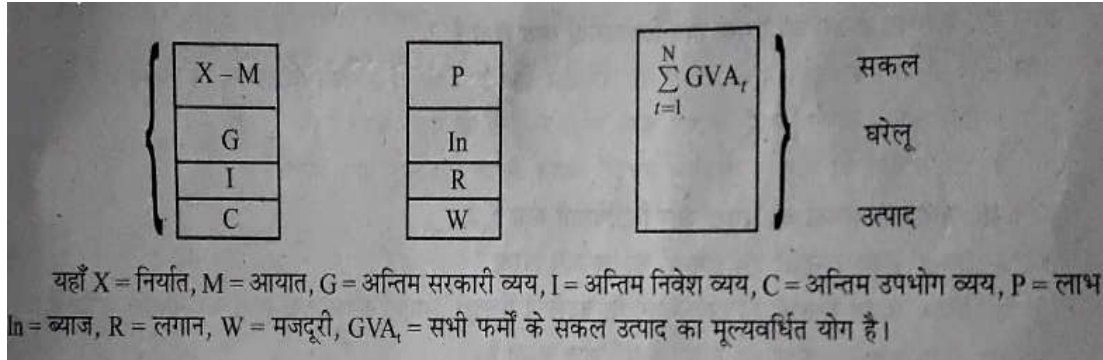 X – M
G
I
C
P
In
R
W
N
∑ GVAₜ
t=1
सकल
घरेलू
उत्पाद
यहाँ X = निर्यात, M = आयात, G = अन्तिम सरकारी व्यय, I = अन्तिम निवेश व्यय, C = अन्तिम उपभोग व्यय, P = लाभ
In = ब्याज, R = लगान, W = मजदूरी, GVAₜ = सभी फर्मों के सकल उत्पाद का मूल्यवर्धित योग है।